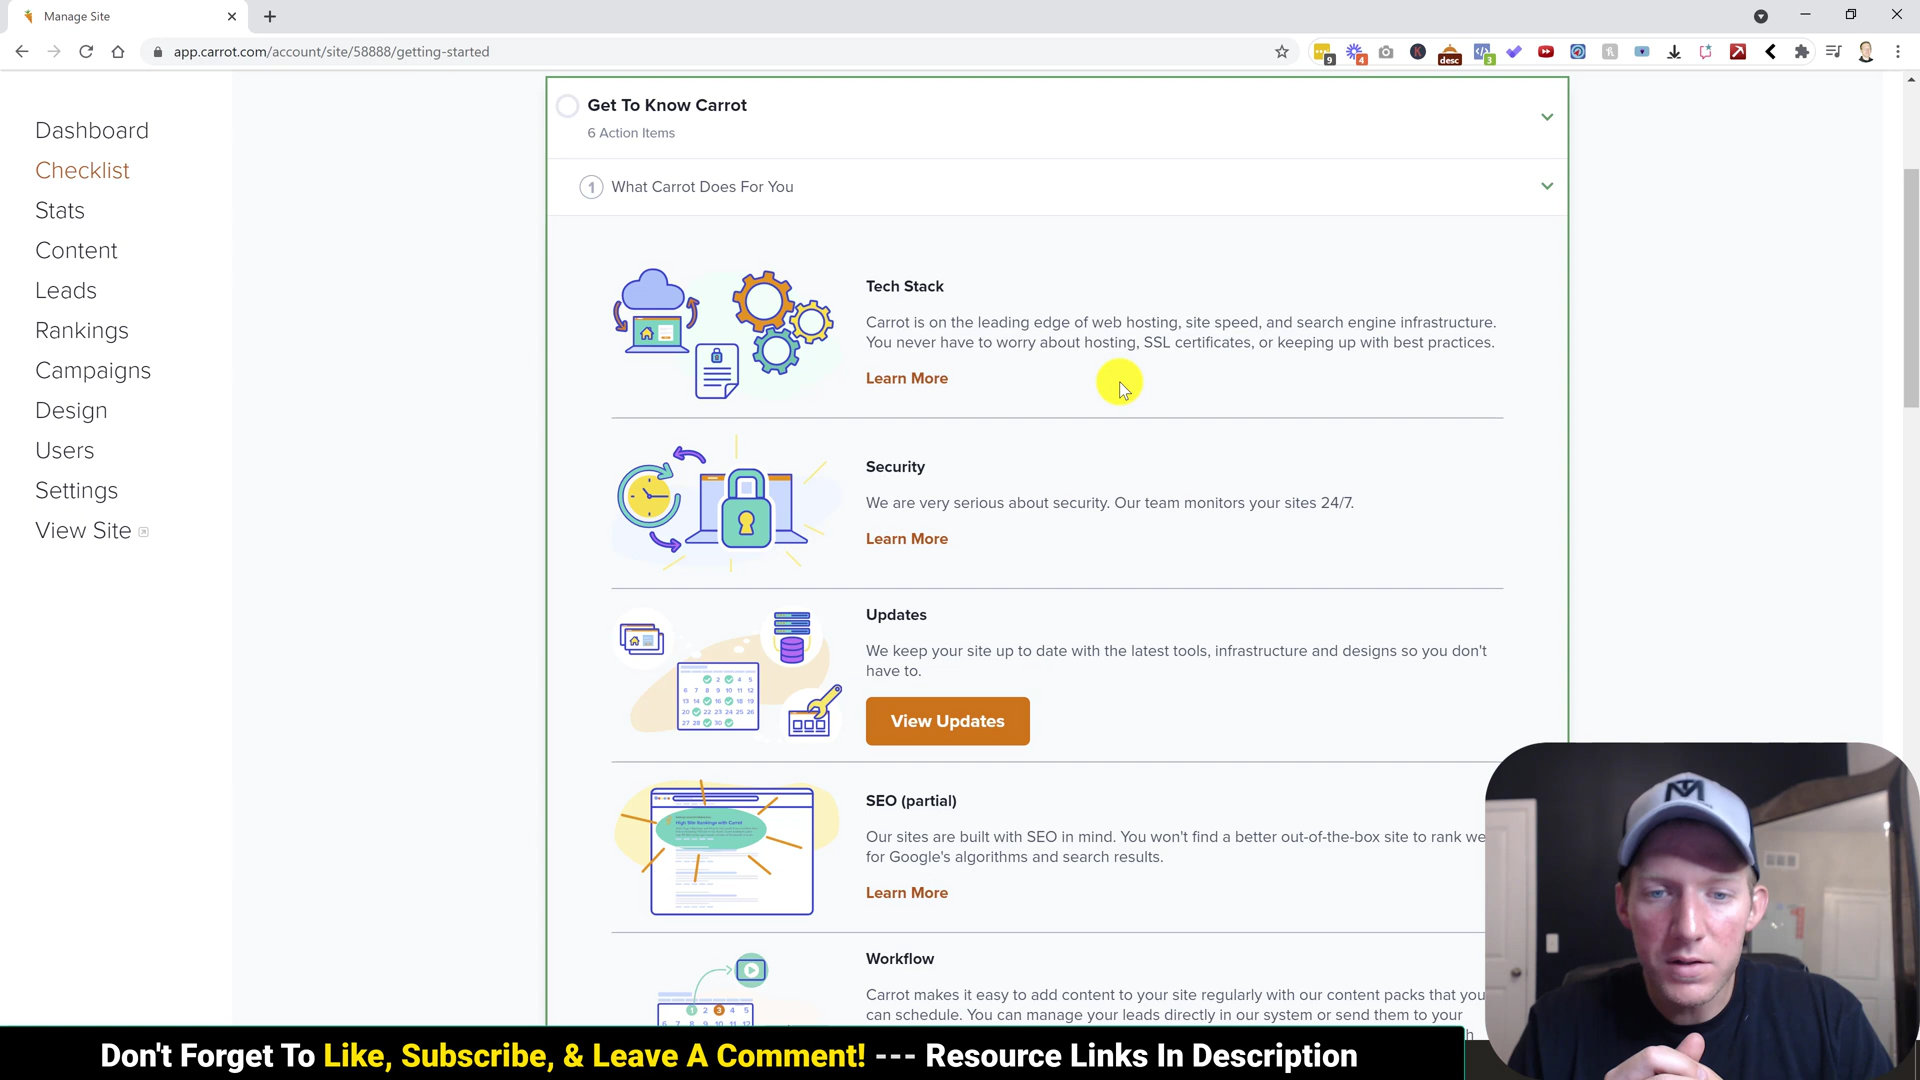 Manage Site
app.carrot.com/account/site/58888/getting-started
9
4
desc
3
Dashboard
Checklist
Stats
Content
Leads
Rankings
Campaigns
Design
Users
Settings
View Site
Get To Know Carrot
6 Action Items
1 What Carrot Does For You
Tech Stack
Carrot is on the leading edge of web hosting, site speed, and search engine infrastructure.
You never have to worry about hosting, SSL certificates, or keeping up with best practices.
Learn More
Security
We are very serious about security. Our team monitors your sites 24/7.
Learn More
Updates
We keep your site up to date with the latest tools, infrastructure and designs so you don't
have to.
View Updates
SEO (partial)
High Site Rankings with Carrot
Our sites are built with SEO in mind. You won't find a better out-of-the-box site to rank we
for Google's algorithms and search results.
Learn More
Workflow
Carrot makes it easy to add content to your site regularly with our content packs that you
can schedule. You can manage your leads directly in our system or send them to your
Don't Forget To Like, Subscribe, & Leave A Comment! --- Resource Links In Description